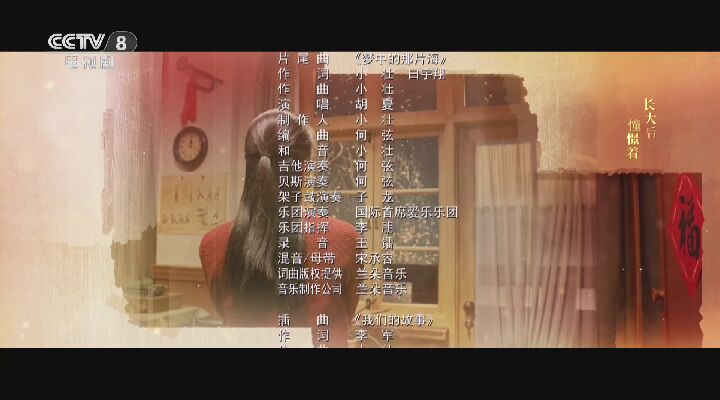 CCTV 8
电视剧
片尾曲 《梦中的那片海》
作词 小壮 白宇翔
作曲 小壮
演唱 胡夏
制作人 小壮
编曲 何弦
和音 小壮
吉他演奏 何弦
贝斯演奏 何弦
架子鼓演奏 子龙
乐团演奏 国际首席爱乐乐团
乐团指挥 李
录音 王镭
混音/母带 宋承容
词曲版权提供 兰朵音乐
音乐制作公司 兰朵音乐
插曲 《我们的故事》
作词 李军
长大后
憧憬着
福